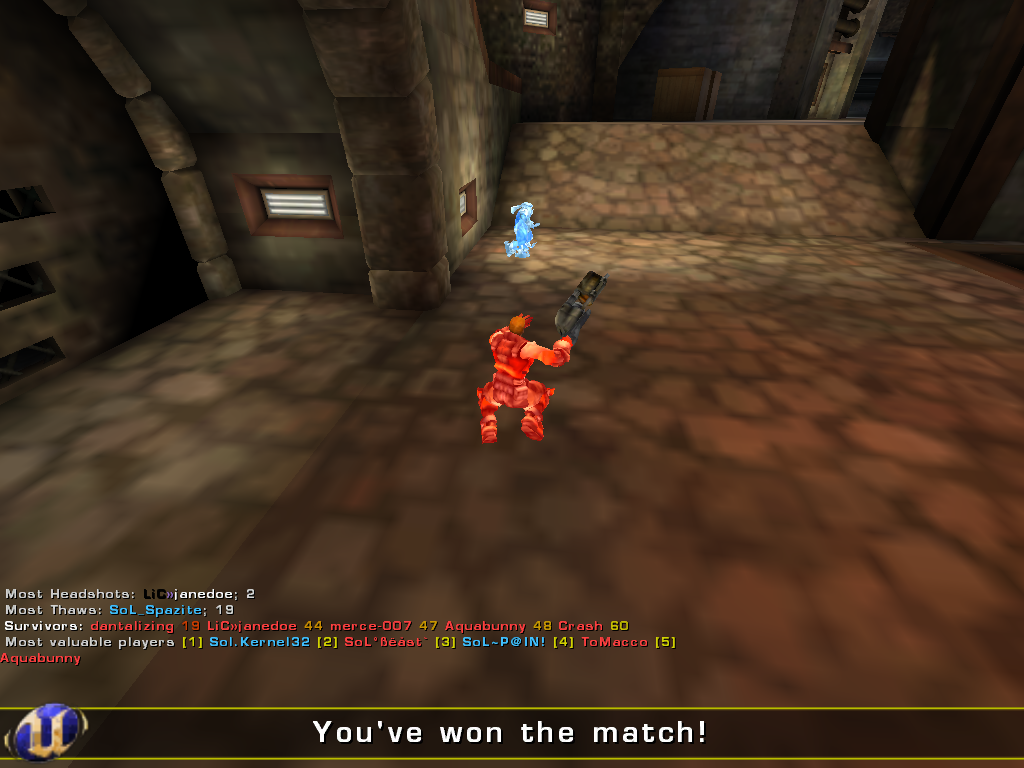 Most Headshots: LiC»janedoe; 2
Most Thaws: SoL_Spazite; 19
Survivors: dantalizing 19 LiC»janedoe 44 merce-007 47 Aquabunny 48 Crash 60
Most valuable players [1] Sol.Kernel32 [2] SoL°ßéást¨ [3] SoL~P@IN! [4] ToMacco [5]
Aquabunny
You've won the match!